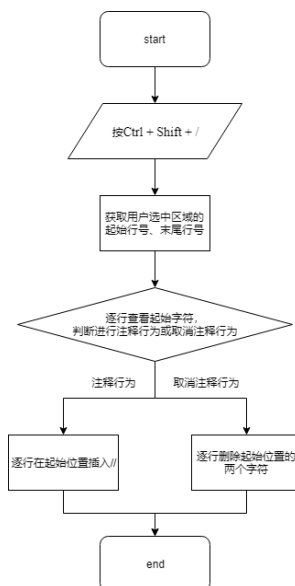 start
按Ctrl + Shift + /
获取用户选中区域的
起始行号、末尾行号
逐行查看起始字符，
判断进行注释行为或取消注释行为
注释行为
取消注释行为
逐行在起始位置插入//
逐行删除起始位置的
两个字符
end